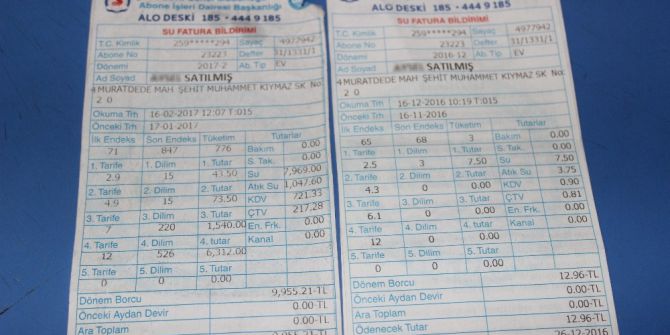 Abone İşleri Dairesi Başkanlığı
ALO DESKİ 185 - 444 9 185
SU FATURA BİLDİRİMİ
T.C. Kimlik 259*****294 Sayaç 4977942
Abone No 23223 Defter 31/1331/1
Dönemi 2017-2 Ab. Tip EV
Ad Soyad SATILMIŞ
MURATDEDE MAH ŞEHİT MUHAMMET KIYMAZ SK No:
2 0
Okuma Trh 16-02-2017 12:07 T:015
Önceki Trh 17-01-2017
İlk Endeks Son Endeks Tüketim Tutarlar
71 847 776 Bakım 0.00
1. Tarife 1. Dilim 1. Tutar S. Tak. 0.00
2.9 15 43.50 Su 7,969.00
2. Tarife 2. Dilim 2. Tutar Atık Su 1,047.60
4.9 15 73.50 KDV 721.33
3. Tarife 3. Dilim 3. Tutar ÇTV 217.28
7 220 1,540.00 En. Frk. 0.00
4. Tarife 4. Dilim 4. tutar Kanal 0.00
12 526 6,312.00
5. Tarife 5. Dilim 5. Tutar
0 0 0.00
Dönem Borcu 9,955.21-TL
Önceki Aydan Devir 0.00-TL
Ara Toplam 0.00-TL
ALO DESKİ 185 - 444 9 185
SU FATURA BİLDİRİMİ
T.C. Kimlik 259*****294 Sayaç 4977942
Abone No 23223 Defter 31/1331/1
Dönemi 2016-12 Ab. Tip EV
Ad Soyad SATILMIŞ
MURATDEDE MAH ŞEHİT MUHAMMET KIYMAZ SK No:
2 0
Okuma Trh 16-12-2016 10:19 T:015
Önceki Trh 16-11-2016
İlk Endeks Son Endeks Tüketim Tutarlar
65 68 3 Bakım 0.00
1. Tarife 1. Dilim 1. Tutar S. Tak. 0.00
2.5 3 7.50 Su 7.50
2. Tarife 2. Dilim 2. Tutar Atık Su 3.75
4.3 0 0.00 KDV 0.90
3. Tarife 3. Dilim 3. Tutar ÇTV 0.81
6.1 0 0.00 En. Frk. 0.00
4. Tarife 4. Dilim 4. tutar Kanal 0.00
12 0 0.00
5. Tarife 5. Dilim 5. Tutar
0 0 0.00
Dönem Borcu 12.96-TL
Önceki Aydan Devir 0.00-TL
Ara Toplam 0.00-TL
Ödenecek Tutar 12.96-TL
26-12-2016